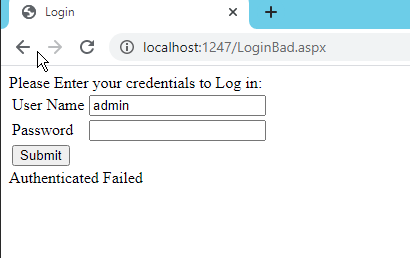 Login
localhost:1247/LoginBad.aspx
Please Enter your credentials to Log in:
User Name admin
Password
Submit
Authenticated Failed